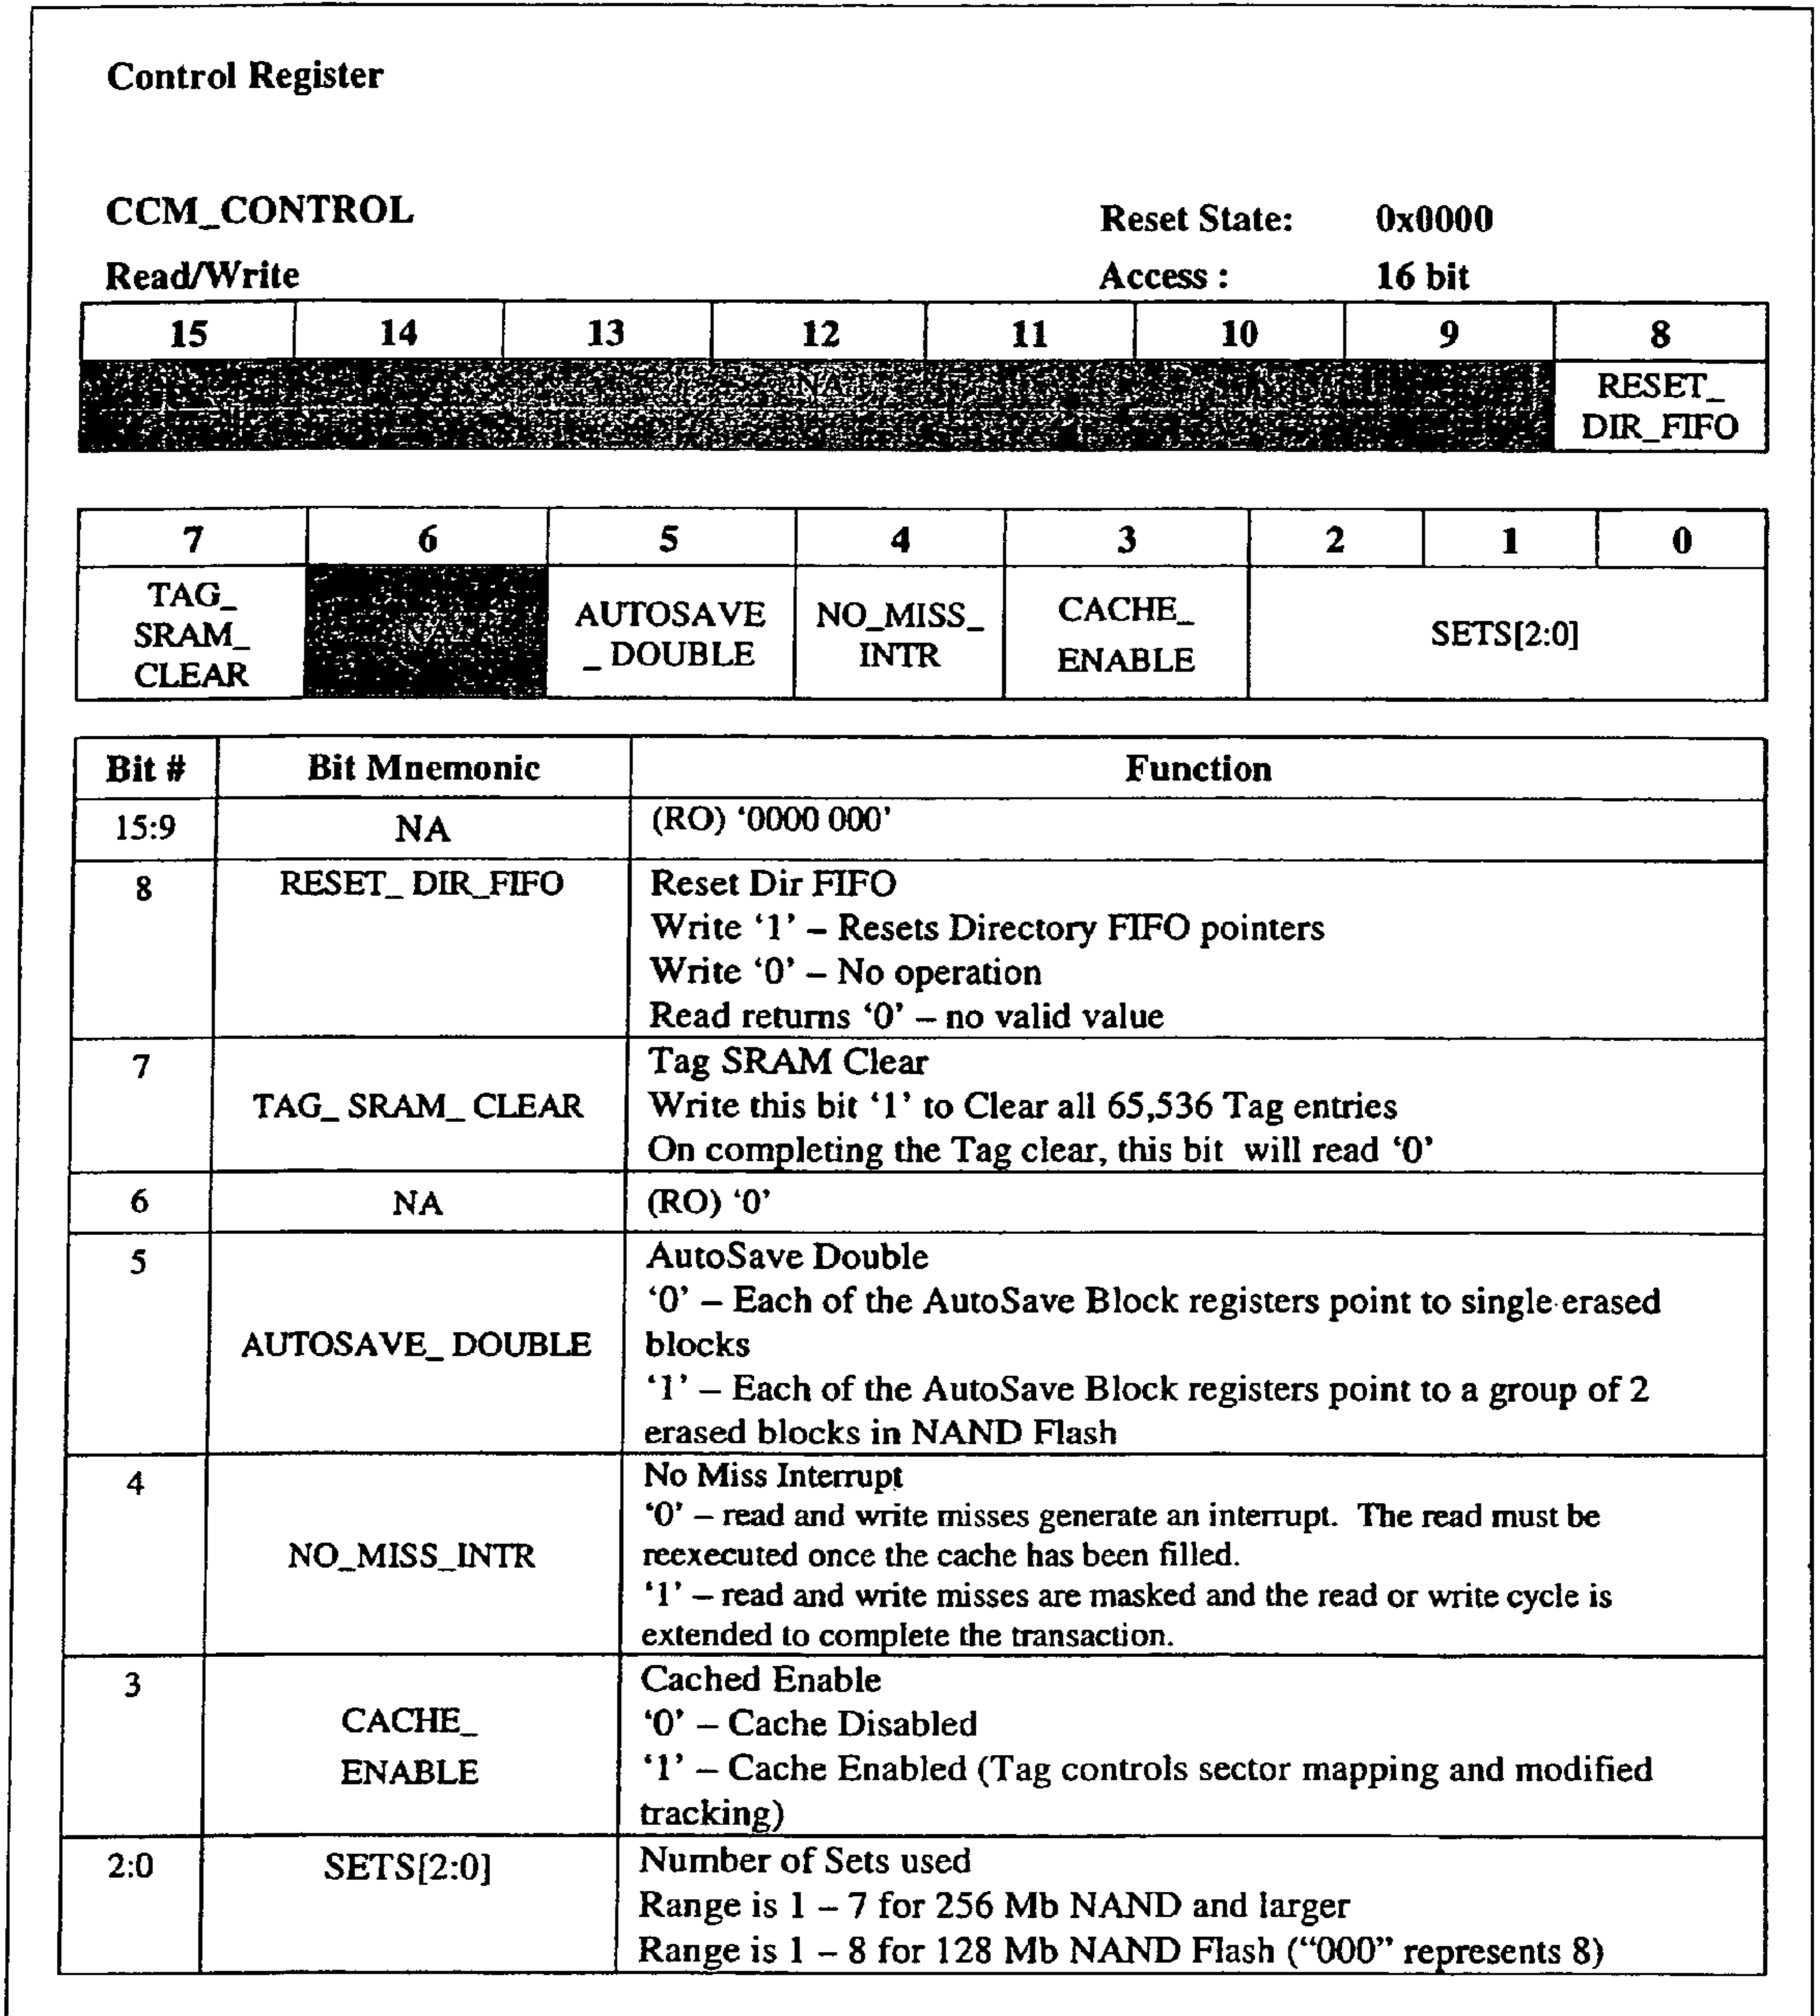 Control Register
CCM_CONTROL
Reset State: 0x0000
Read/Write
Access : 16 bit
15 14 13 12 11 10 9 8
NA
RESET_
DIR_FIFO
7 6 5 4 3 2 1 0
TAG_
SRAM_
CLEAR
NA
AUTOSAVE
_ DOUBLE
NO_MISS_
INTR
CACHE_
ENABLE
SETS[2:0]
Bit # Bit Mnemonic Function
15:9 NA (RO) ‘0000 000’
8 RESET_ DIR_FIFO Reset Dir FIFO
Write ‘1’ – Resets Directory FIFO pointers
Write ‘0’ – No operation
Read returns ‘0’ – no valid value
7 TAG_ SRAM_ CLEAR Tag SRAM Clear
Write this bit ‘1’ to Clear all 65,536 Tag entries
On completing the Tag clear, this bit will read ‘0’
6 NA (RO) ‘0’
5 AUTOSAVE_ DOUBLE AutoSave Double
‘0’ – Each of the AutoSave Block registers point to single erased
blocks
‘1’ – Each of the AutoSave Block registers point to a group of 2
erased blocks in NAND Flash
4 NO_MISS_INTR No Miss Interrupt
‘0’ – read and write misses generate an interrupt. The read must be
reexecuted once the cache has been filled.
‘1’ – read and write misses are masked and the read or write cycle is
extended to complete the transaction.
3 CACHE_
ENABLE
Cached Enable
‘0’ – Cache Disabled
‘1’ – Cache Enabled (Tag controls sector mapping and modified
tracking)
2:0 SETS[2:0] Number of Sets used
Range is 1 – 7 for 256 Mb NAND and larger
Range is 1 – 8 for 128 Mb NAND Flash (“000” represents 8)